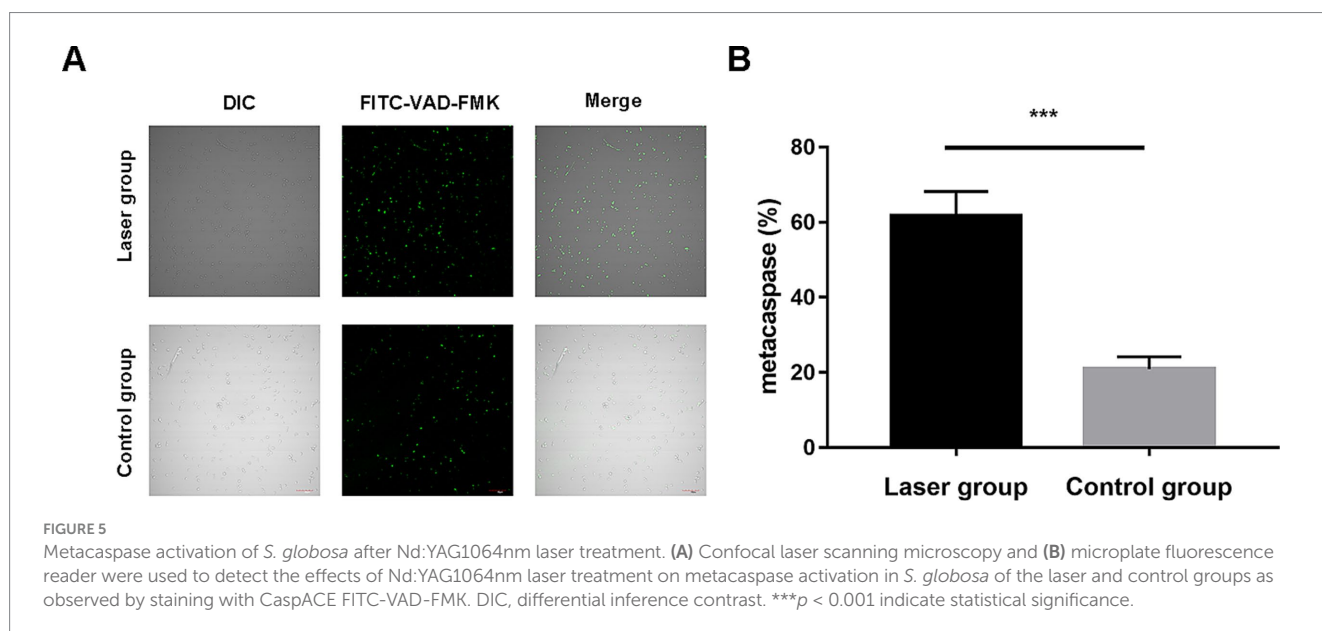 A
DIC FITC-VAD-FMK Merge
Laser group
Control group
B
***
metacaspase (%)
80
60
40
20
0
Laser group Control group
FIGURE 5
Metacaspase activation of S. globosa after Nd:YAG1064nm laser treatment. (A) Confocal laser scanning microscopy and (B) microplate fluorescence
reader were used to detect the effects of Nd:YAG1064nm laser treatment on metacaspase activation in S. globosa of the laser and control groups as
observed by staining with CaspACE FITC-VAD-FMK. DIC, differential inference contrast. ***p < 0.001 indicate statistical significance.